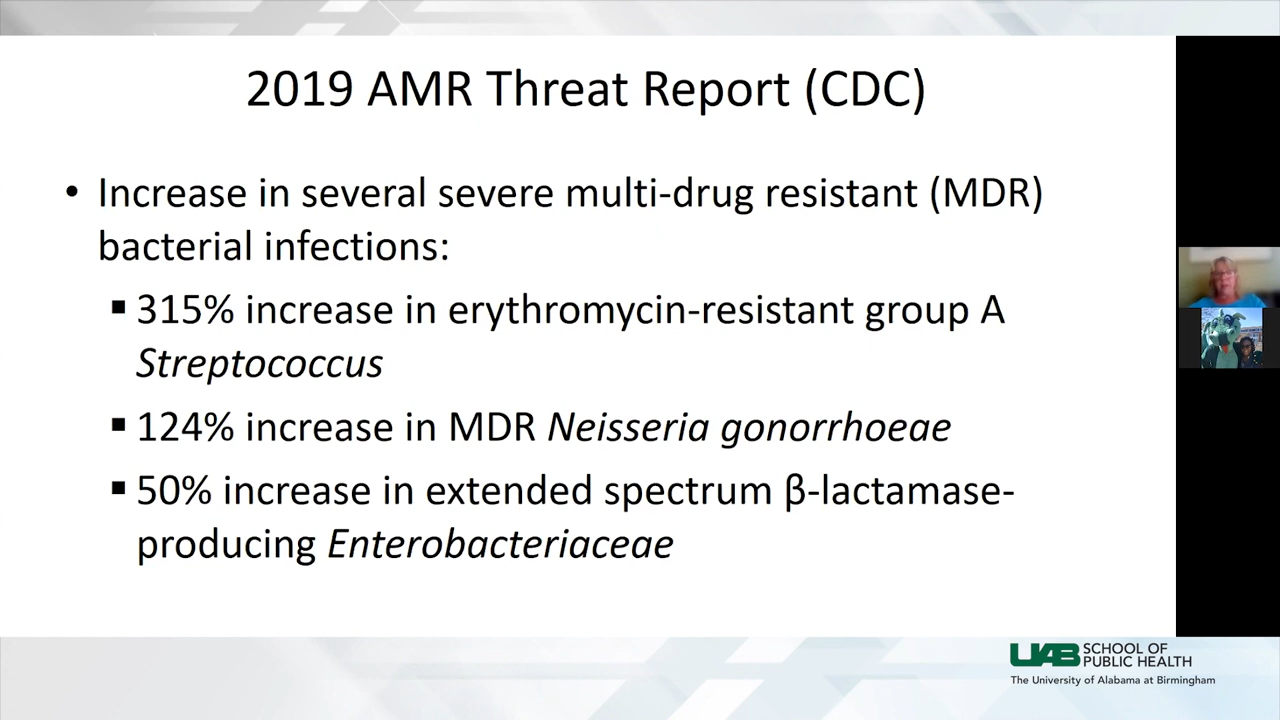 2019 AMR Threat Report (CDC)
• Increase in several severe multi-drug resistant (MDR)
bacterial infections:
▪ 315% increase in erythromycin-resistant group A
Streptococcus
▪ 124% increase in MDR Neisseria gonorrhoeae
▪ 50% increase in extended spectrum β-lactamase-
producing Enterobacteriaceae
UAB SCHOOL OF
PUBLIC HEALTH
The University of Alabama at Birmingham